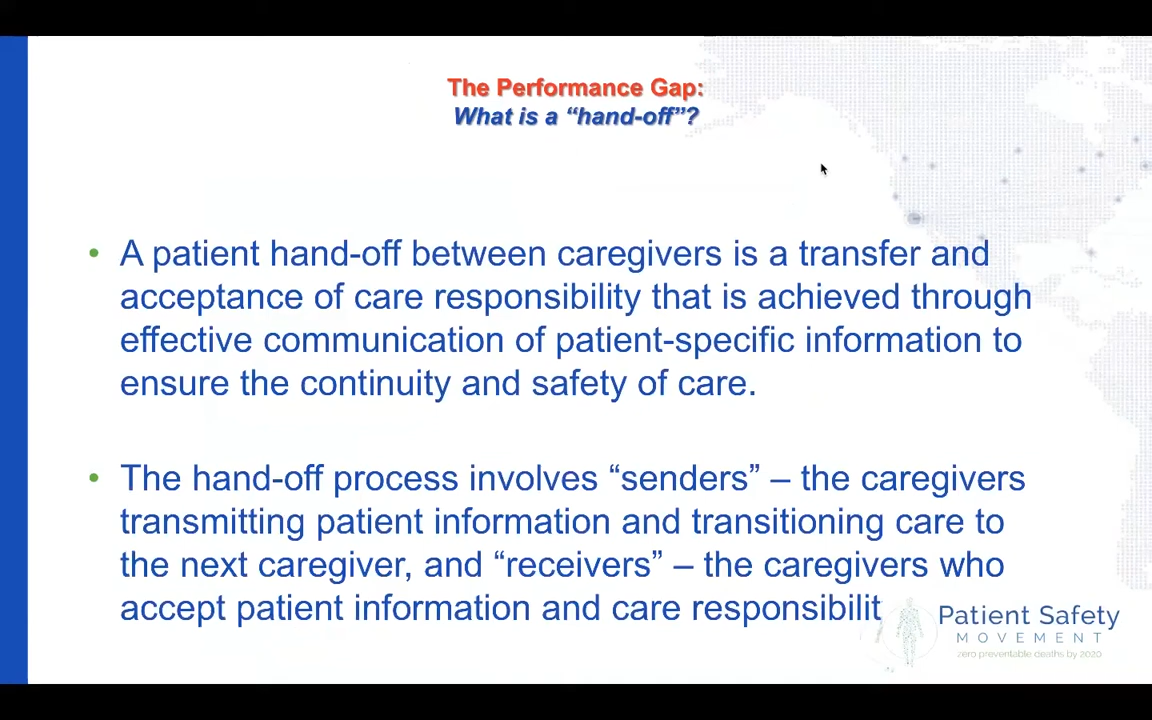 The Performance Gap:
What is a “hand-off”?
• A patient hand-off between caregivers is a transfer and
acceptance of care responsibility that is achieved through
effective communication of patient-specific information to
ensure the continuity and safety of care.
• The hand-off process involves “senders” – the caregivers
transmitting patient information and transitioning care to
the next caregiver, and “receivers” – the caregivers who
accept patient information and care responsibilit
Patient Safety
MOVEMENT
zero preventable deaths by 2020